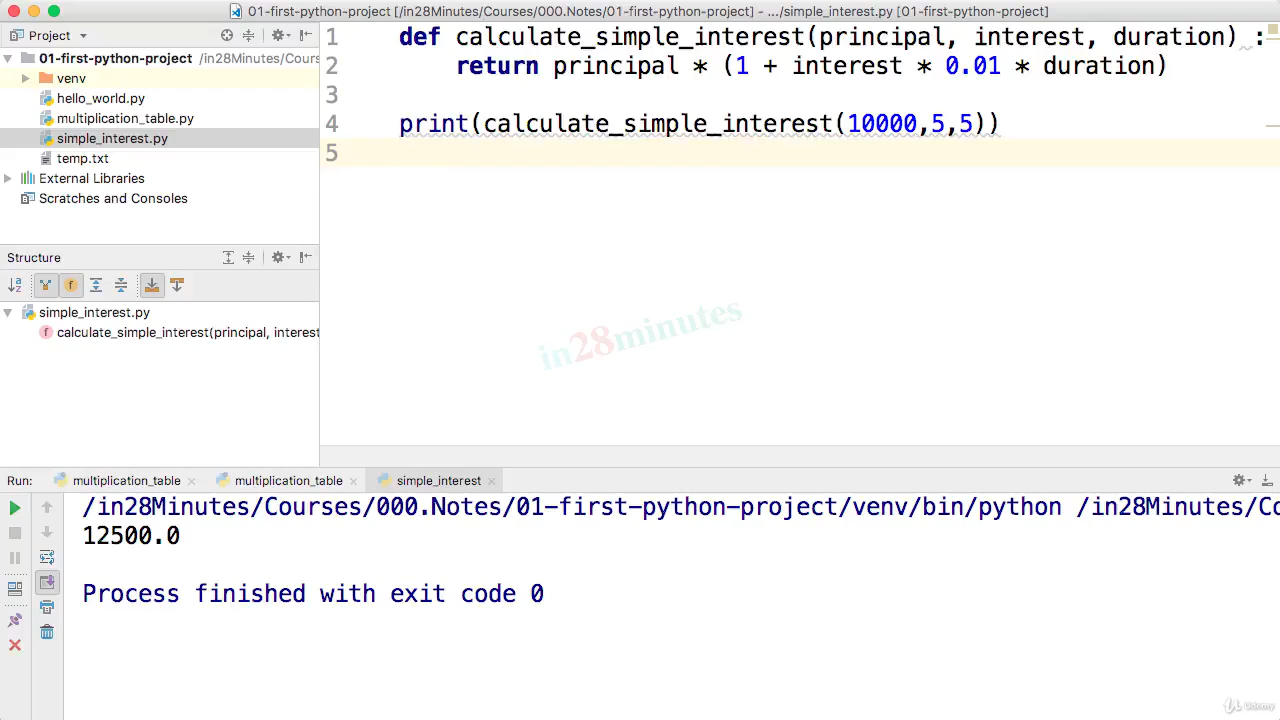 01-first-python-project [/in28Minutes/Courses/000.Notes/01-first-python-project] - .../simple_interest.py [01-first-python-project]
Project
01-first-python-project /in28Minutes/Cours
venv
hello_world.py
multiplication_table.py
simple_interest.py
temp.txt
External Libraries
Scratches and Consoles
1 def calculate_simple_interest(principal, interest, duration) :
2 return principal * (1 + interest * 0.01 * duration)
3
4 print(calculate_simple_interest(10000,5,5))
5
Structure
simple_interest.py
f calculate_simple_interest(principal, interest
in28minutes
Run: multiplication_table multiplication_table simple_interest
/in28Minutes/Courses/000.Notes/01-first-python-project/venv/bin/python /in28Minutes/Co
12500.0
Process finished with exit code 0
Udemy